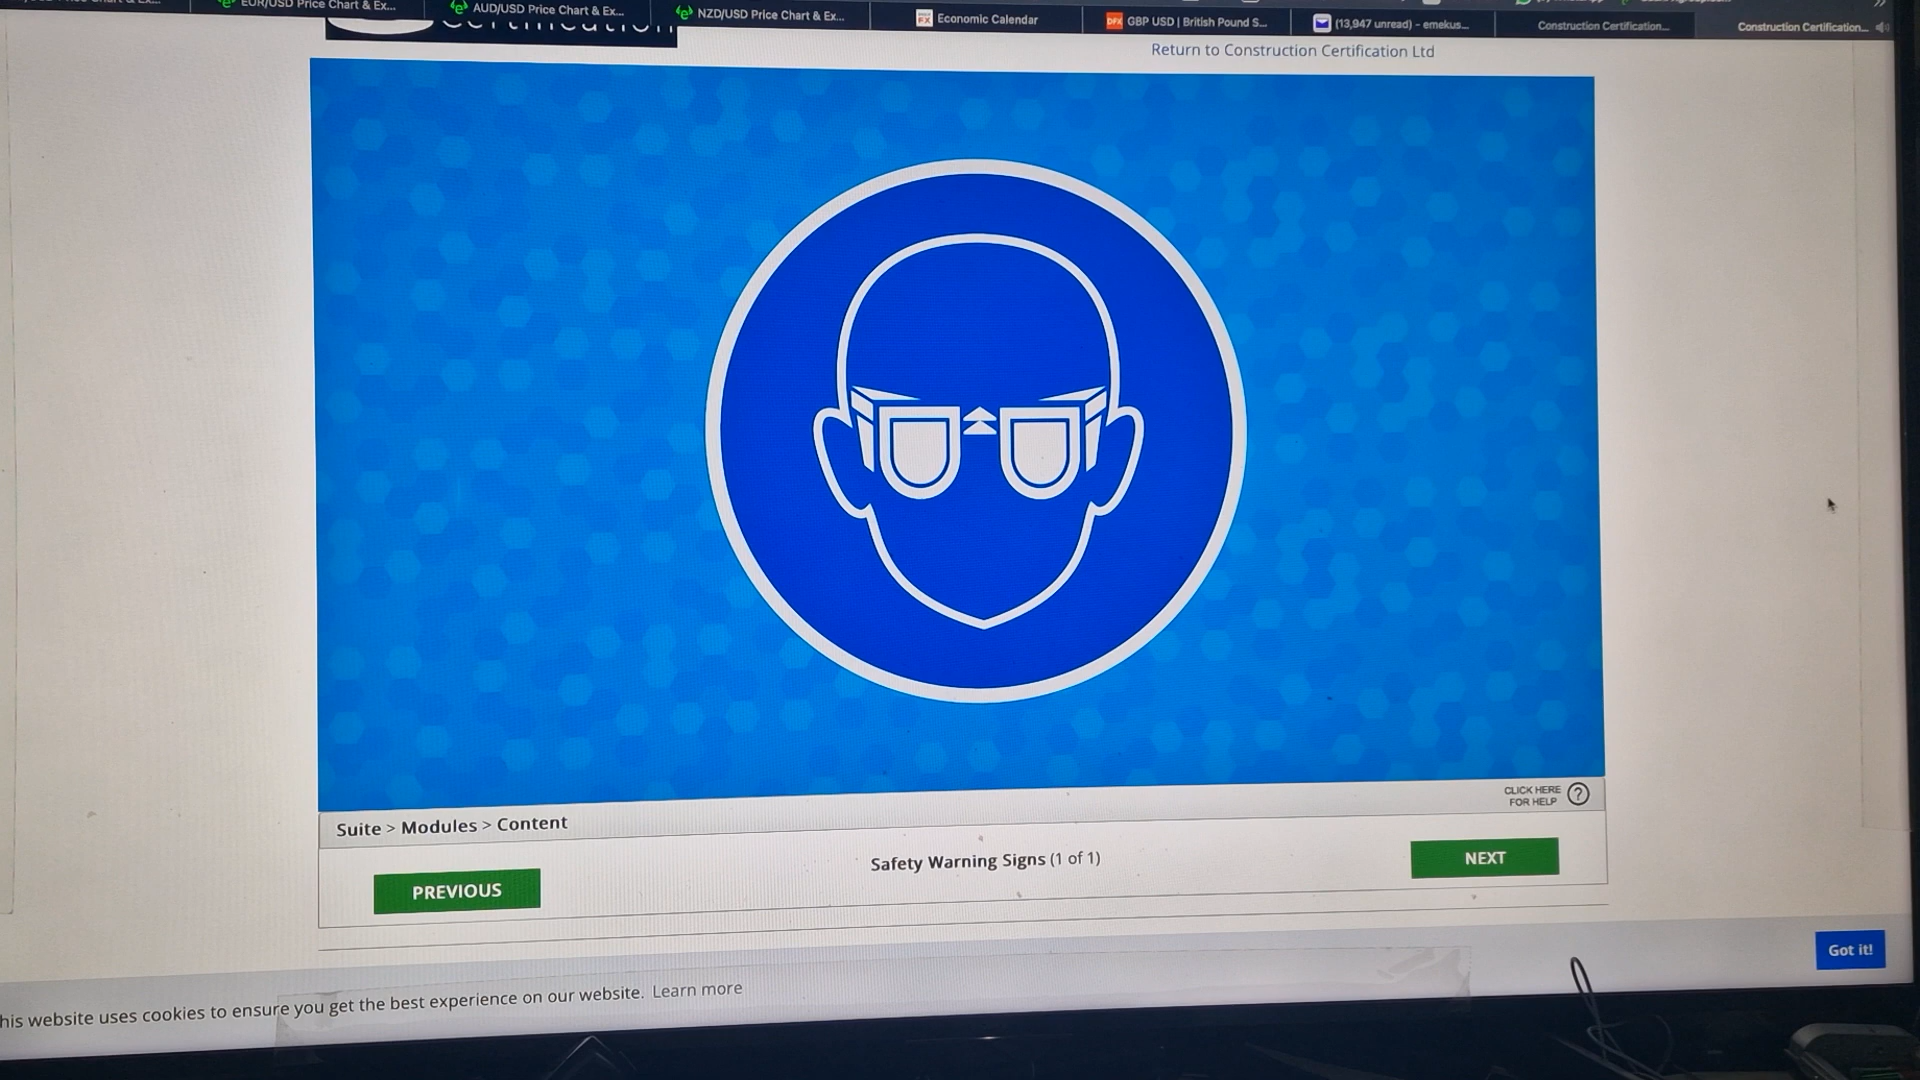 EUR/USD Price Chart & Ex...
AUD/USD Price Chart & Ex...
NZD/USD Price Chart & Ex...
Economic Calendar
GBP USD | British Pound S...
(13,947 unread) - emekus...
Construction Certification...
Construction Certification...
Return to Construction Certification Ltd
CLICK HERE
FOR HELP
?
Suite > Modules > Content
Safety Warning Signs (1 of 1)
NEXT
PREVIOUS
Got it!
his website uses cookies to ensure you get the best experience on our website. Learn more